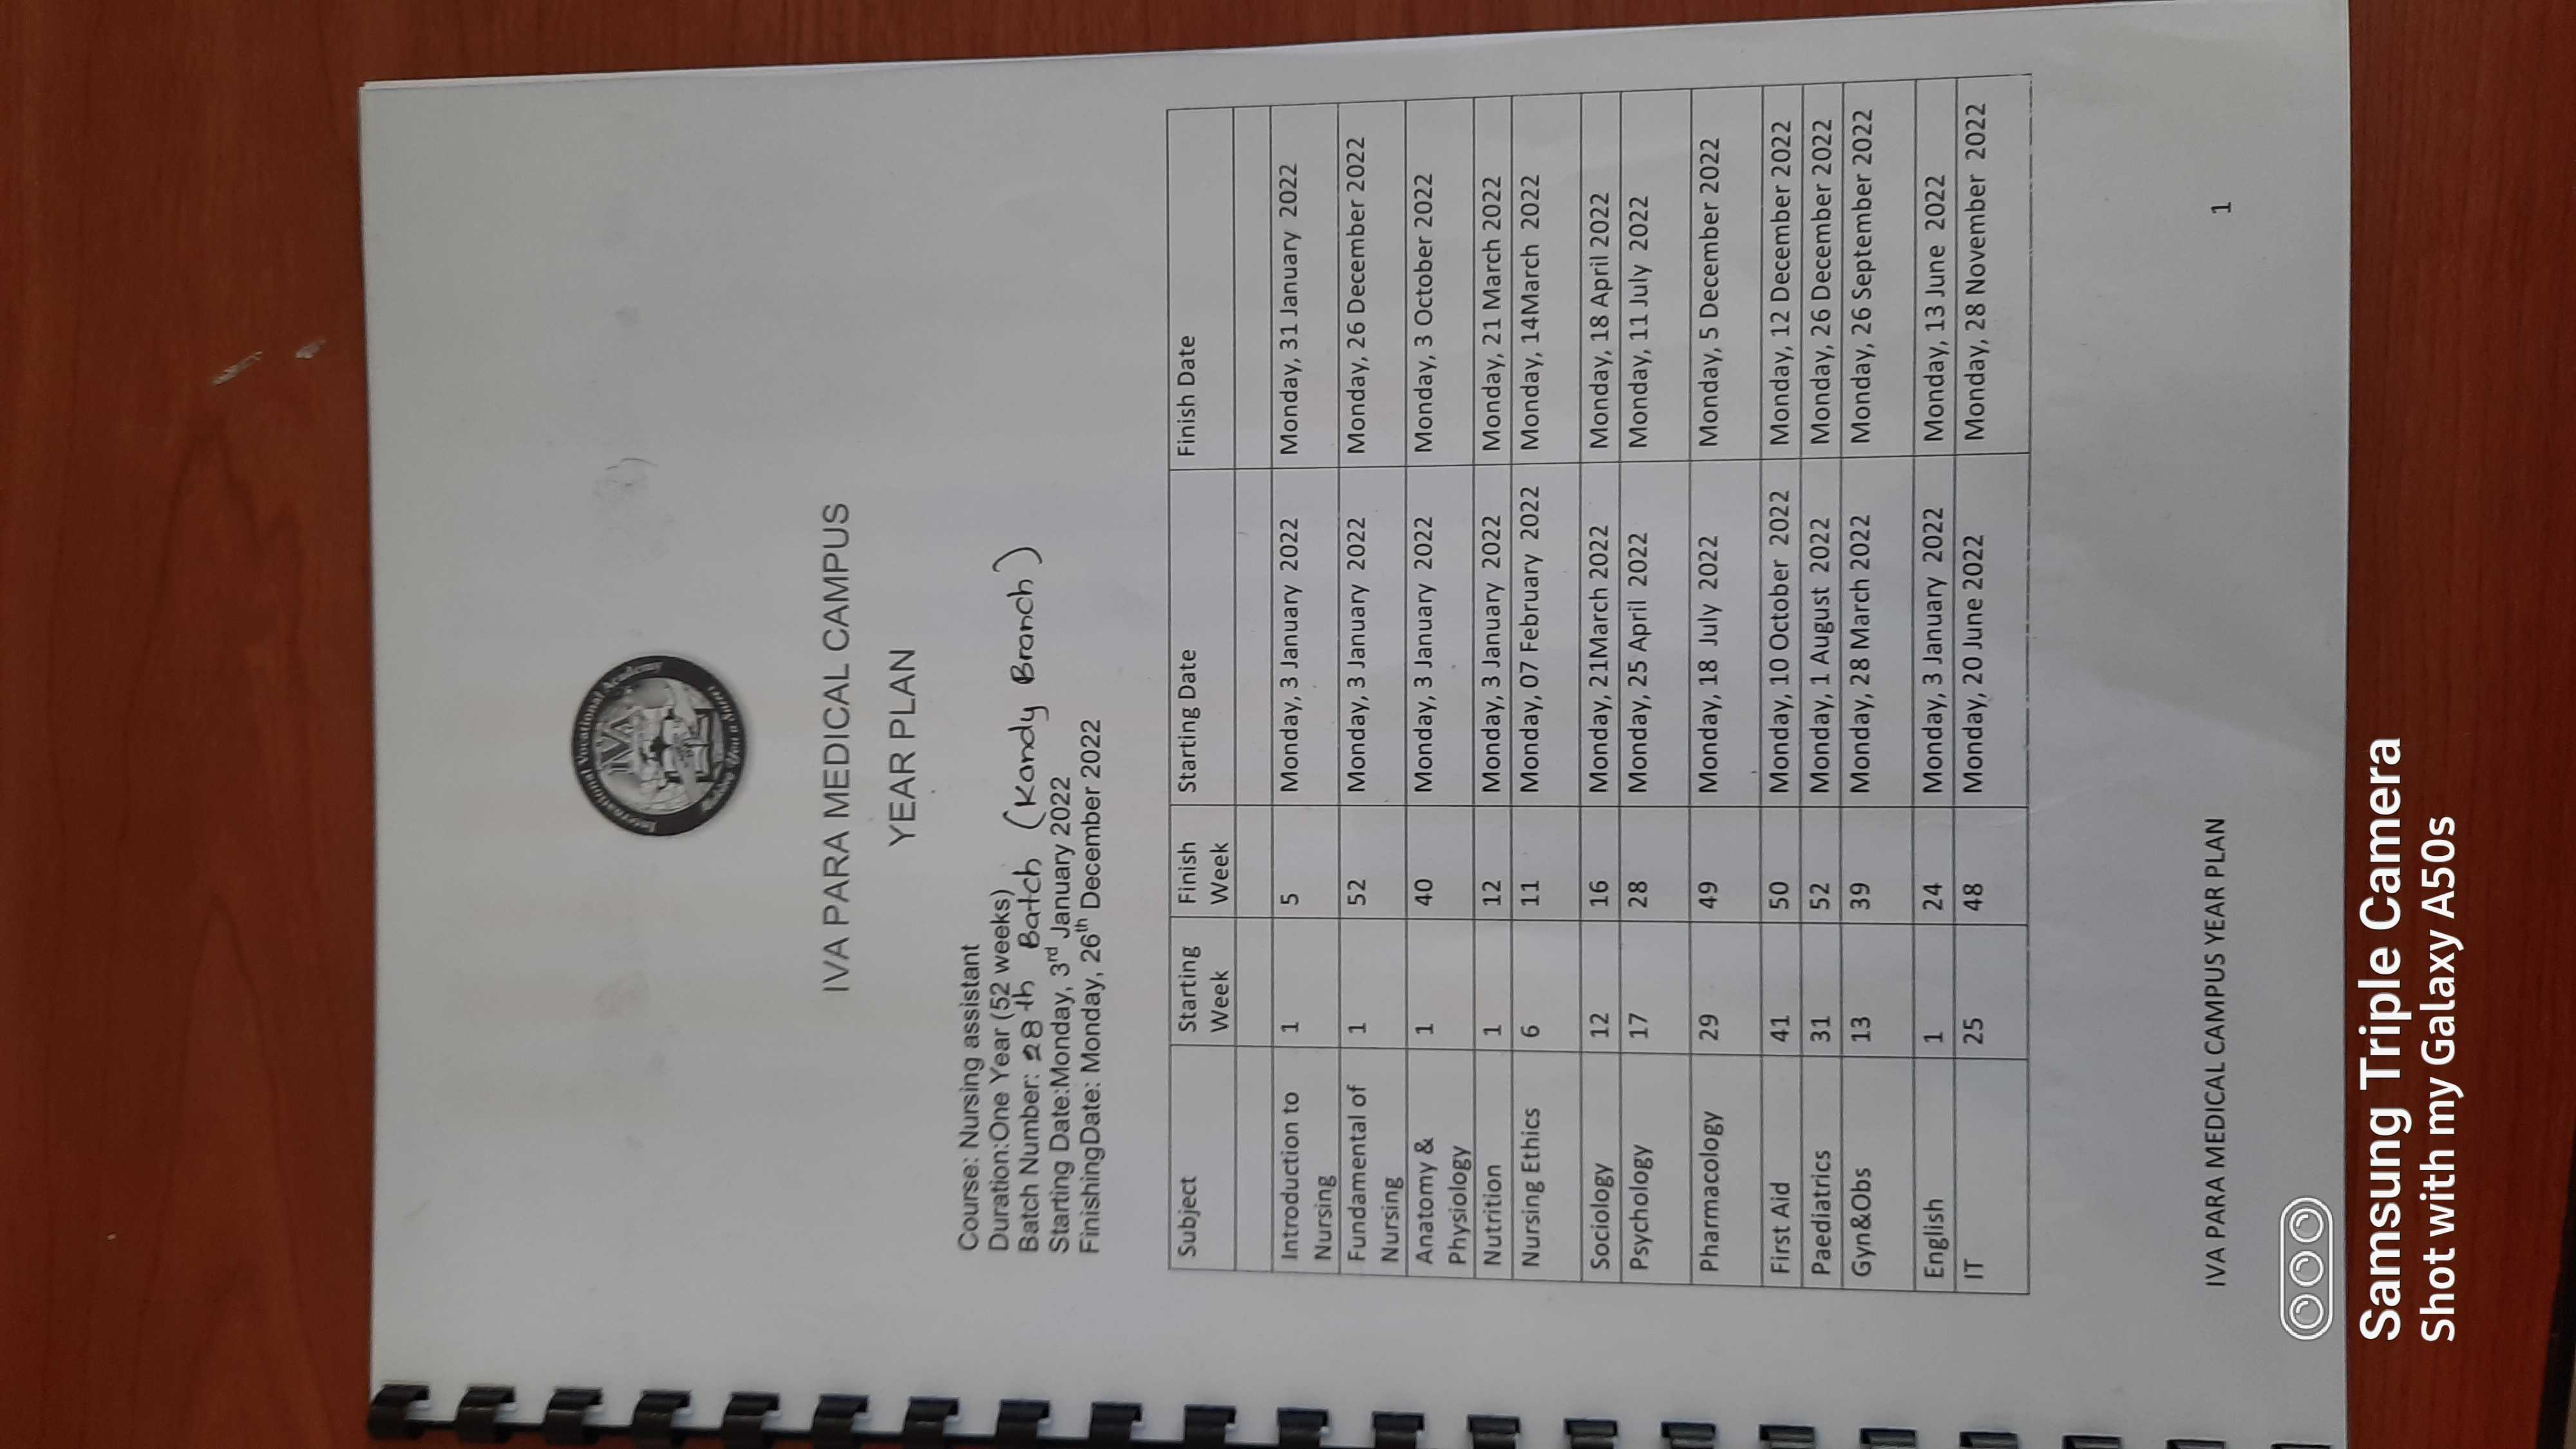 International Vocational Academy
IVA
IVA PARA MEDICAL CAMPUS
YEAR PLAN
Course: Nursing assistant
Duration:One Year (52 weeks)
Batch Number: 28 th Batch (Kandy Branch)
Starting Date:Monday, 3rd January 2022
FinishingDate: Monday, 26th December 2022
Subject Starting Week Finish Week Starting Date Finish Date
Introduction to Nursing 1 5 Monday, 3 January 2022 Monday, 31 January 2022
Fundamental of Nursing 1 52 Monday, 3 January 2022 Monday, 26 December 2022
Anatomy & Physiology 1 40 Monday, 3 January 2022 Monday, 3 October 2022
Nutrition 1 12 Monday, 3 January 2022 Monday, 21 March 2022
Nursing Ethics 6 11 Monday, 07 February 2022 Monday, 14March 2022
Sociology 12 16 Monday, 21March 2022 Monday, 18 April 2022
Psychology 17 28 Monday, 25 April 2022 Monday, 11 July 2022
Pharmacology 29 49 Monday, 18 July 2022 Monday, 5 December 2022
First Aid 41 50 Monday, 10 October 2022 Monday, 12 December 2022
Paediatrics 31 52 Monday, 1 August 2022 Monday, 26 December 2022
Gyn&Obs 13 39 Monday, 28 March 2022 Monday, 26 September 2022
English 1 24 Monday, 3 January 2022 Monday, 13 June 2022
IT 25 48 Monday, 20 June 2022 Monday, 28 November 2022
IVA PARA MEDICAL CAMPUS YEAR PLAN 1
Samsung Triple Camera
Shot with my Galaxy A50s